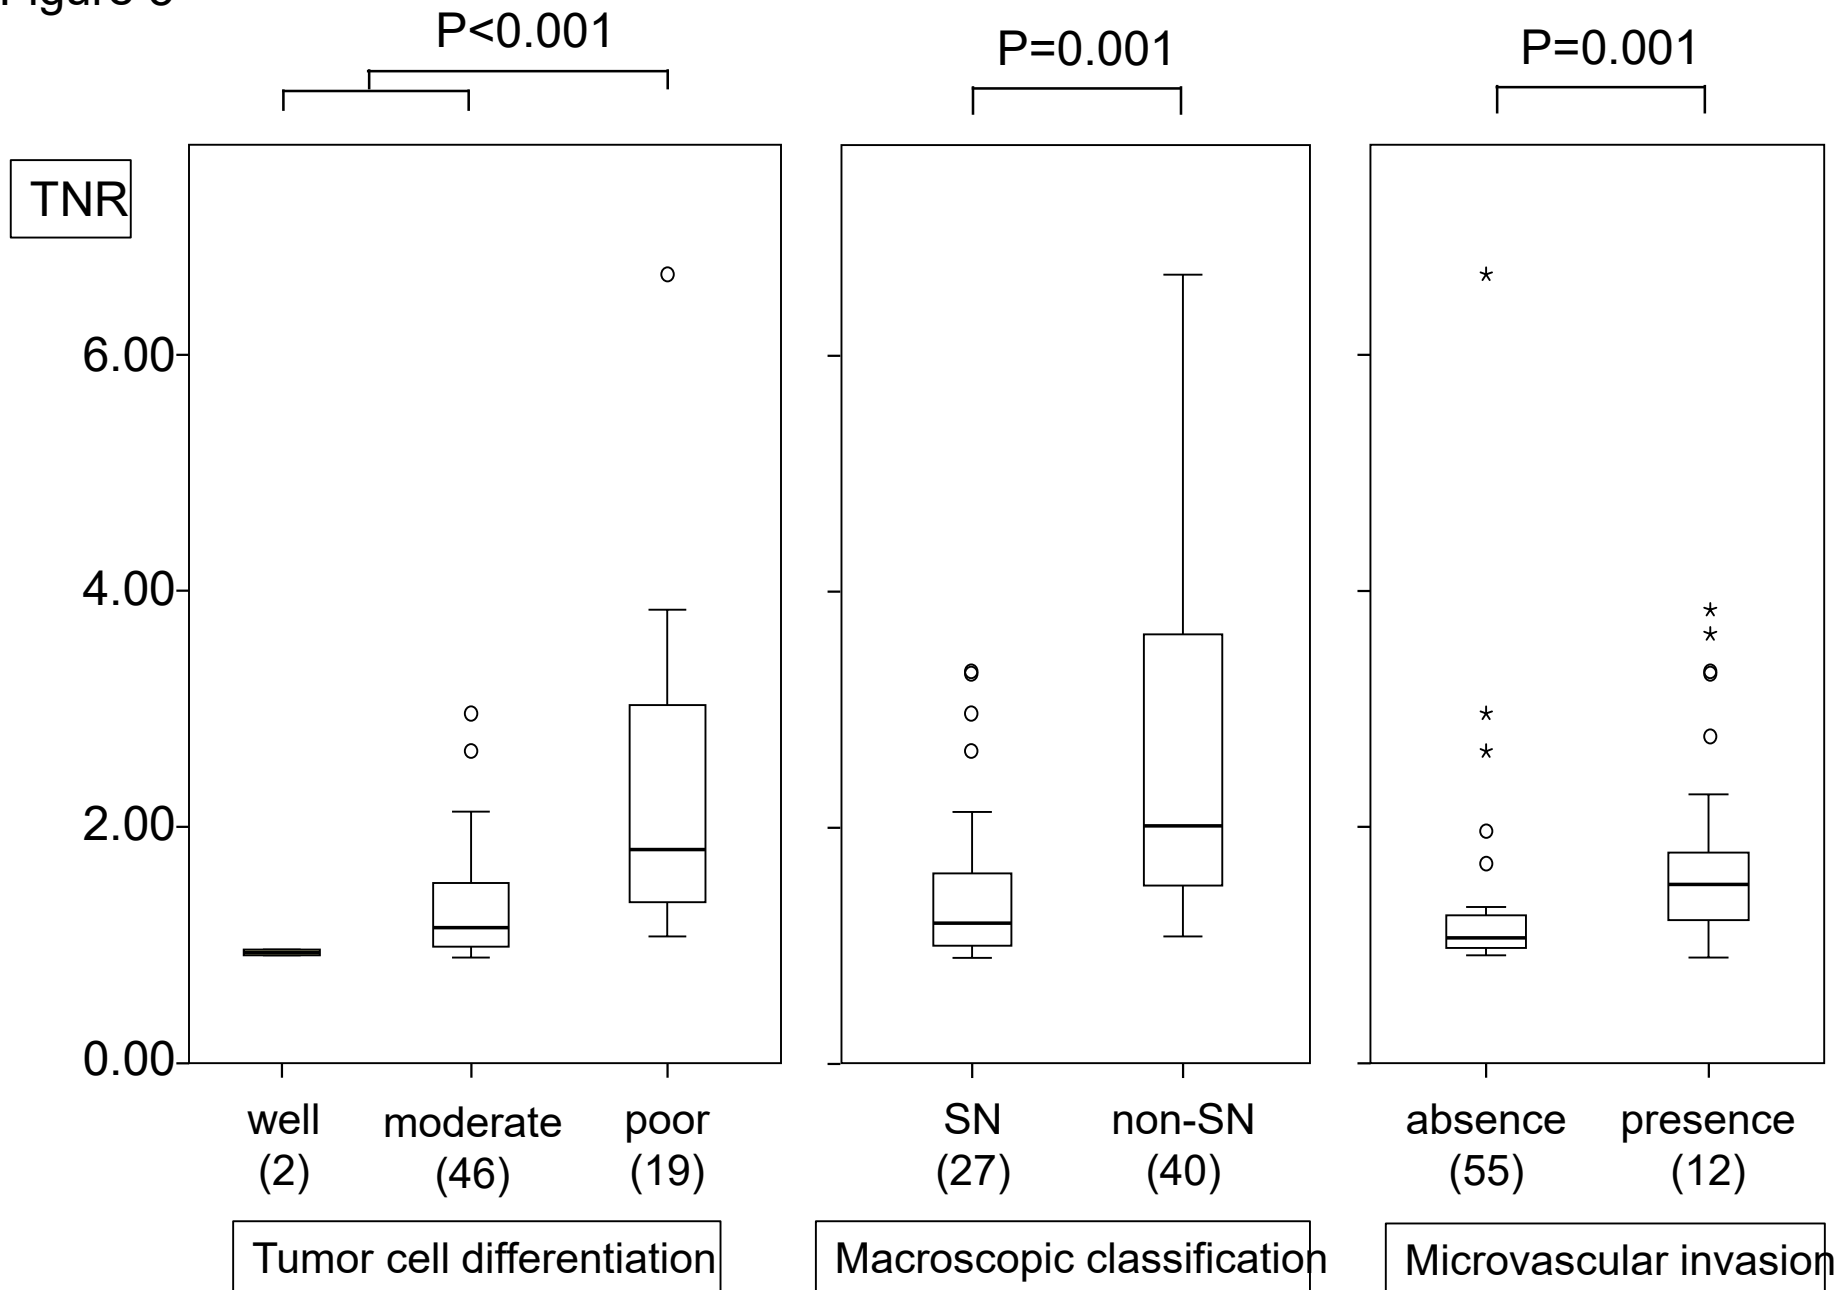 P<0.001
P=0.001
P=0.001
TNR
6.00
4.00
2.00
0.00
well
moderate
poor
SN
non-SN
absence
presence
(2)
(46)
(19)
(27)
(40)
(55)
(12)
Tumor cell differentiation
Macroscopic classification
Microvascular invasion